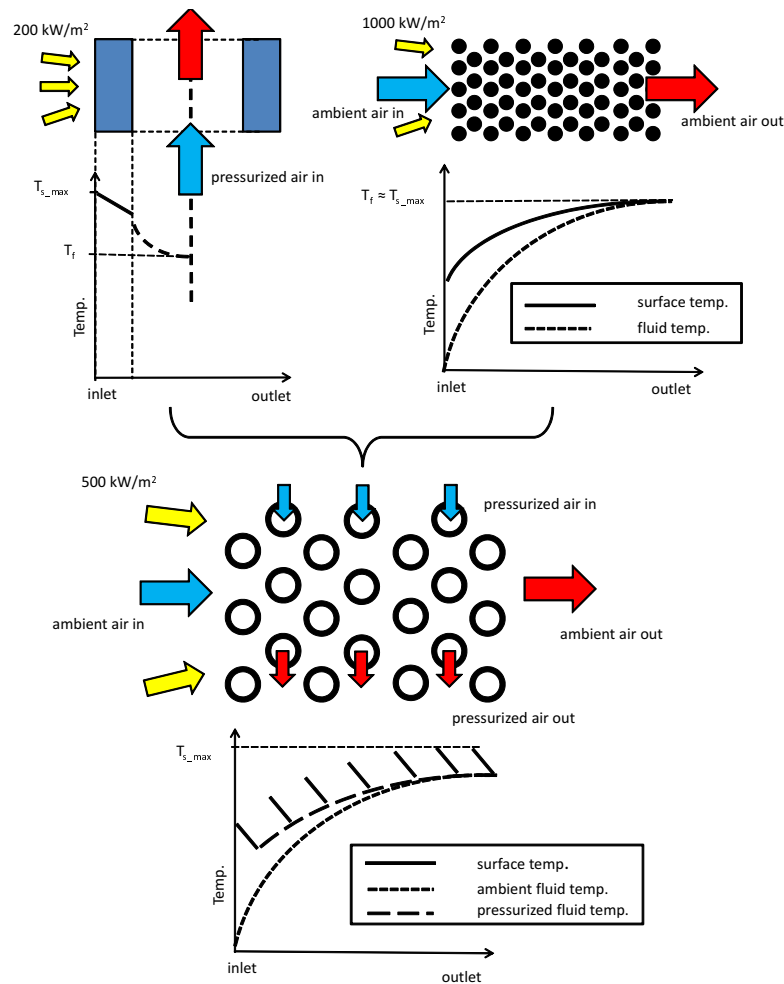 200 kW/m²
pressurized air in
T_s_max
T_f
Temp.
inlet
outlet
1000 kW/m²
ambient air in
ambient air out
T_f ≈ T_s_max
Temp.
surface temp.
fluid temp.
inlet
outlet
500 kW/m²
pressurized air in
ambient air in
ambient air out
pressurized air out
T_s_max
Temp.
surface temp.
ambient fluid temp.
pressurized fluid temp.
inlet
outlet